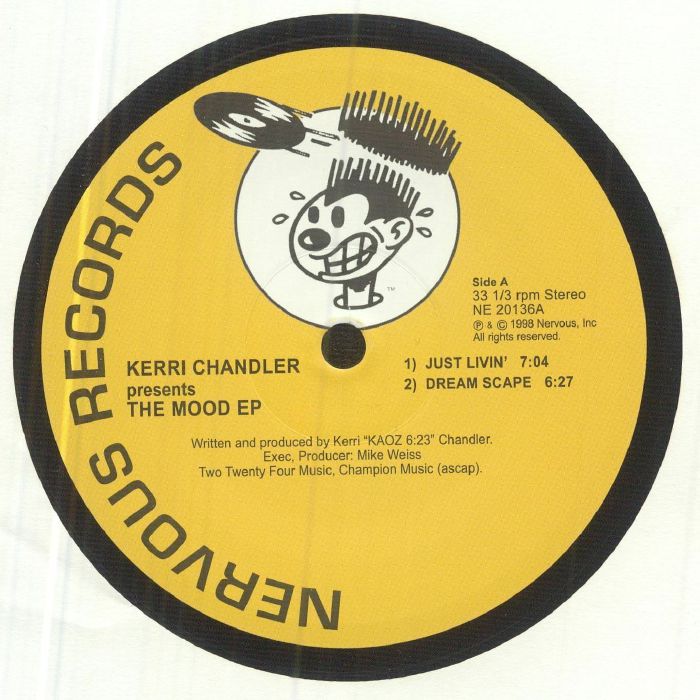 NERVOUS RECORDS
TM
Side A
33 1/3 rpm Stereo
NE 20136A
℗ & © 1998 Nervous, Inc
All rights reserved.
KERRI CHANDLER
presents
THE MOOD EP
1) JUST LIVIN' 7:04
2) DREAM SCAPE 6:27
Written and produced by Kerri "KAOZ 6:23" Chandler.
Exec, Producer: Mike Weiss
Two Twenty Four Music, Champion Music (ascap).